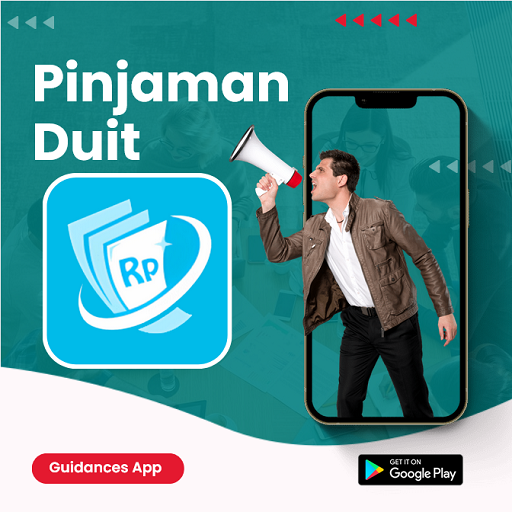 Pinjaman
Duit
Rp
Guidances App
GET IT ON
Google Play